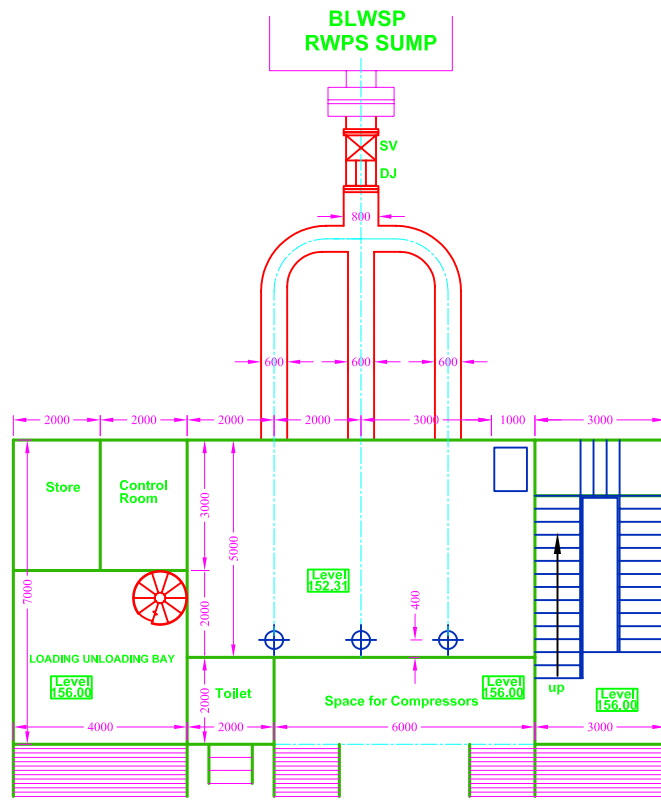 BLWSP
RWPS SUMP
SV
DJ
800
600
600
600
2000
2000
2000
2000
3000
1000
3000
Store
Control
Room
3000
5000
7000
Level
152.31
400
2000
LOADING UNLOADING BAY
Level
156.00
Toilet
2000
Space for Compressors
Level
156.00
up
Level
156.00
4000
2000
6000
3000